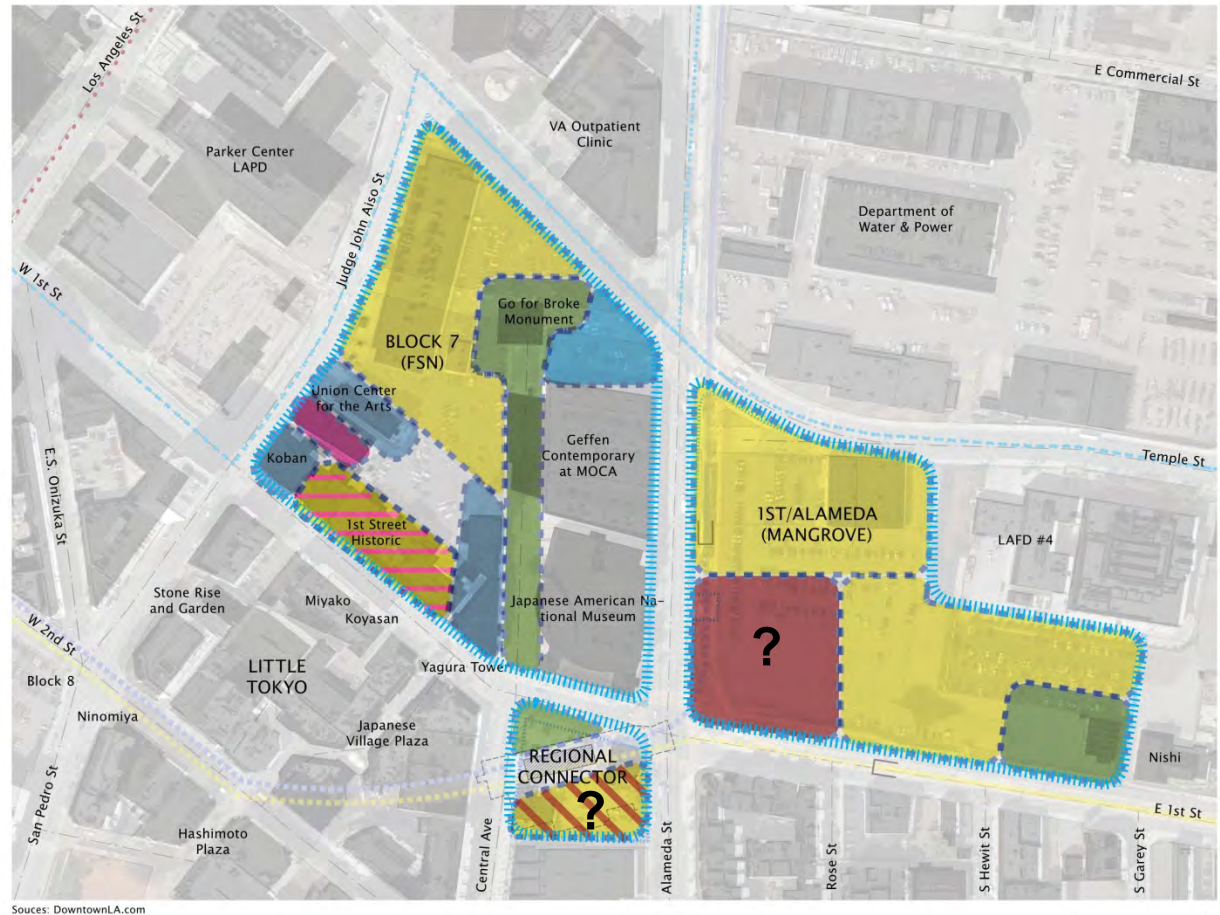 Los Angeles St
E Commercial St
VA Outpatient
Clinic
Parker Center
LAPD
Judge John Aiso St
Department of
Water & Power
W 1st St
Go for Broke
Monument
BLOCK 7
(FSN)
Union Center
for the Arts
Geffen
Contemporary
at MOCA
Koban
Temple St
E.S. Onizuka St
1ST/ALAMEDA
(MANGROVE)
1st Street
Historic
LAFD #4
Stone Rise
and Garden
Miyako
Japanese American Na-
tional Museum
Koyasan
?
W 2nd St
LITTLE
TOKYO
Yagura Towe
Block 8
Ninomiya
Japanese
Village Plaza
REGIONAL
CONNECTOR
Nishi
?
E 1st St
San Pedro St
Hashimoto
Plaza
Central Ave
Alameda St
Rose St
S Hewit St
S Garey St
Souces: DowntownLA.com